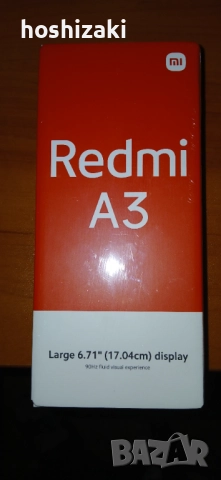 hoshizaki
mi
Redmi
A3
Large 6.71" (17.04cm) display
90Hz fluid visual experience
BAZAR